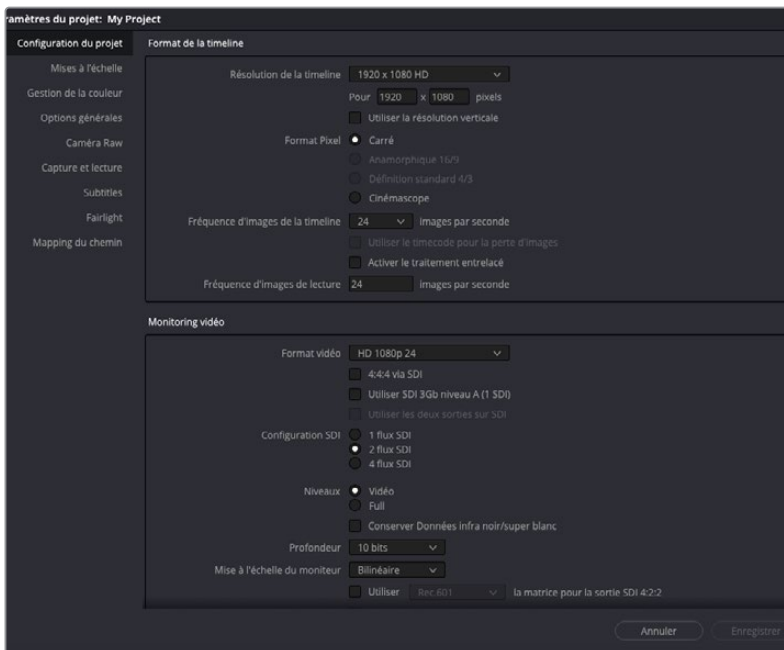 ramètres du projet: My Project
Configuration du projet
Mises à l'échelle
Gestion de la couleur
Options générales
Caméra Raw
Capture et lecture
Subtitles
Fairlight
Mapping du chemin
Format de la timeline
Résolution de la timeline 1920 x 1080 HD
Pour 1920 x 1080 pixels
Utiliser la résolution verticale
Format Pixel Carré
Anamorphique 16/9
Définition standard 4/3
Cinémascope
Fréquence d'images de la timeline 24 images par seconde
Utiliser le timecode pour la perte d'images
Activer le traitement entrelacé
Fréquence d'images de lecture 24 images par seconde
Monitoring vidéo
Format vidéo HD 1080p 24
4:4:4 via SDI
Utiliser SDI 3Gb niveau A (1 SDI)
Utiliser les deux sorties sur SDI
Configuration SDI 1 flux SDI
2 flux SDI
4 flux SDI
Niveaux Vidéo
Full
Conserver Données infra noir/super blanc
Profondeur 10 bits
Mise à l'échelle du moniteur Bilinéaire
Utiliser Rec.601 la matrice pour la sortie SDI 4:2:2
Annuler Enregistrer